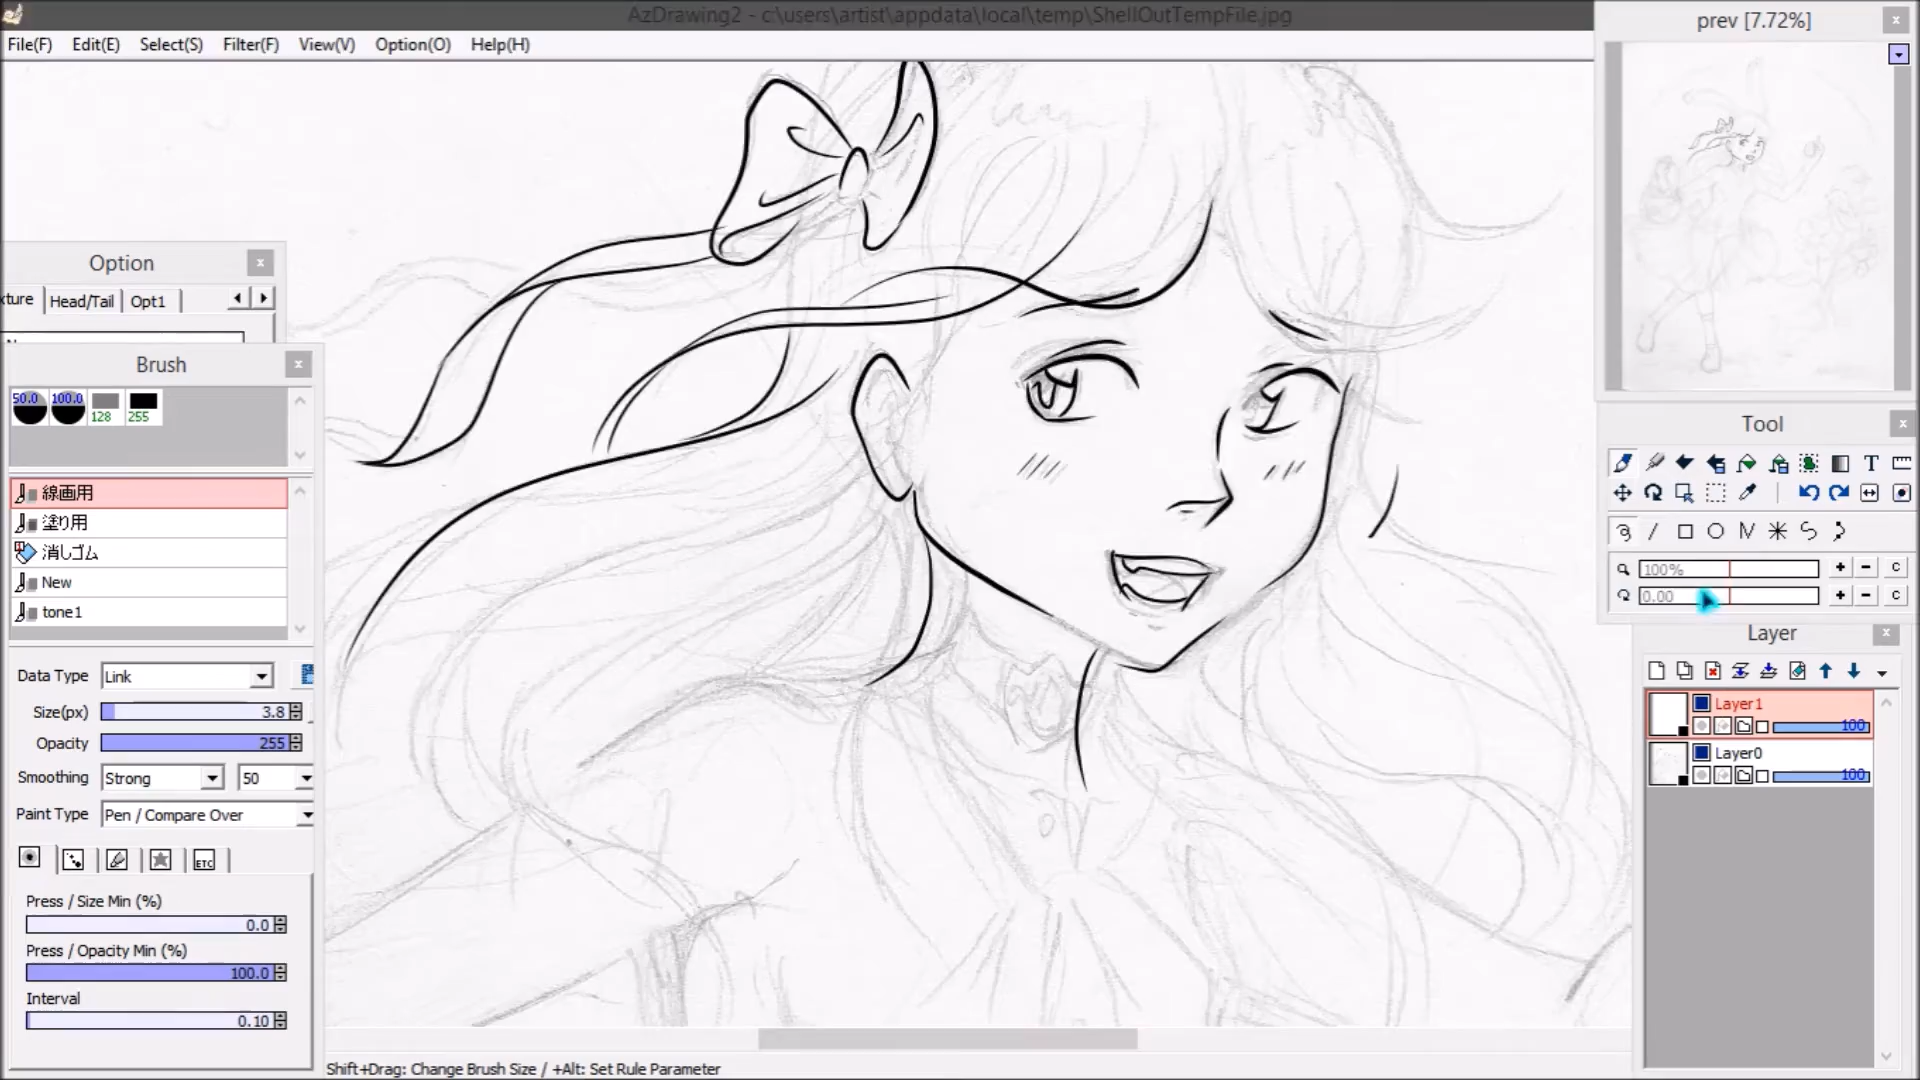 AzDrawing2 - c:\users\artist\appdata\local\temp\ShellOutTempFile.jpg
File(F) Edit(E) Select(S) Filter(F) View(V) Option(O) Help(H)
prev [7.72%]
Option
xture Head/Tail Opt1
Brush
50.0 100.0 128 255
線画用
塗り用
消しゴム
New
tone1
Data Type Link
Size(px) 3.8
Opacity 255
Smoothing Strong 50
Paint Type Pen / Compare Over
ETC
Press / Size Min (%)
0.0
Press / Opacity Min (%)
100.0
Interval
0.10
Tool
T
100% + - C
0.00 + - C
Layer
Layer1
100
Layer0
100
Shift+Drag: Change Brush Size / +Alt: Set Rule Parameter